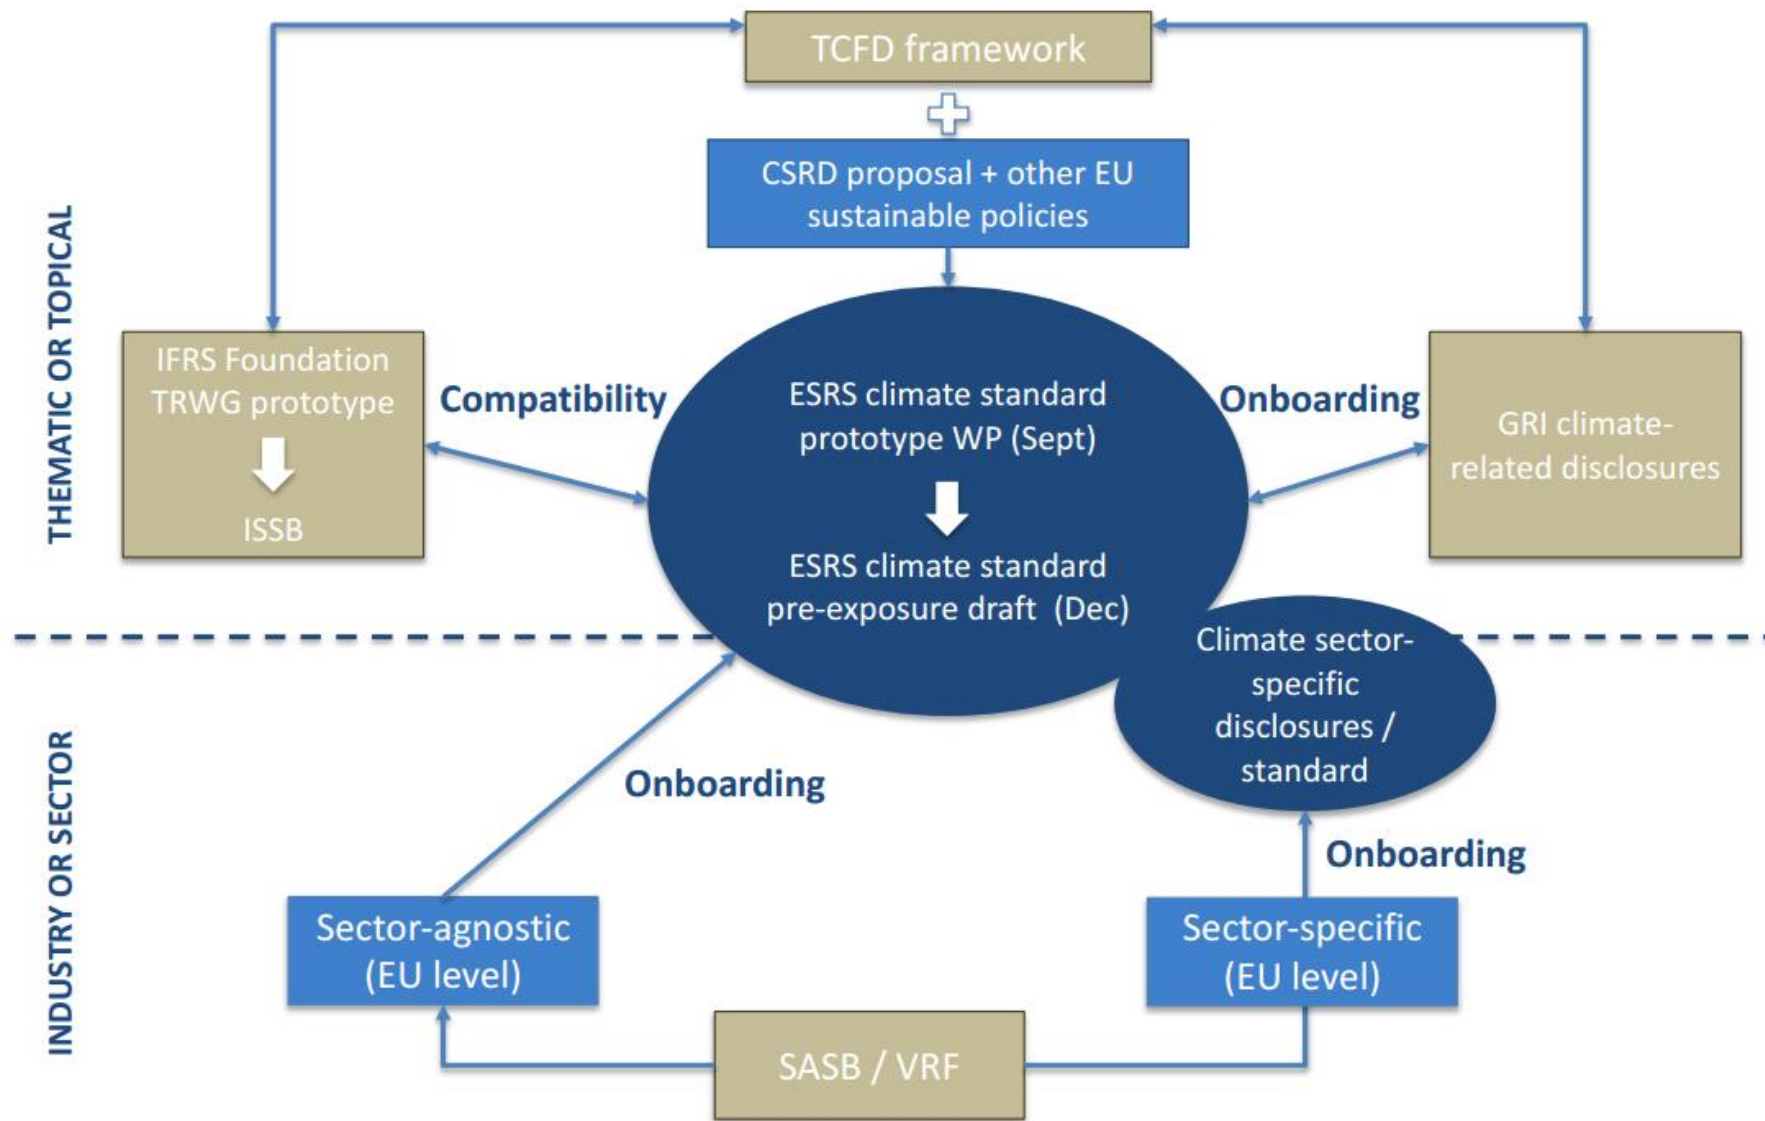 TCFD framework
CSRD proposal + other EU
sustainable policies
THEMATIC OR TOPICAL
IFRS Foundation
TRWG prototype
ISSB
Compatibility
ESRS climate standard
prototype WP (Sept)
ESRS climate standard
pre-exposure draft (Dec)
Onboarding
GRI climate-
related disclosures
INDUSTRY OR SECTOR
Climate sector-
specific
disclosures /
standard
Onboarding
Onboarding
Sector-agnostic
(EU level)
Sector-specific
(EU level)
SASB / VRF